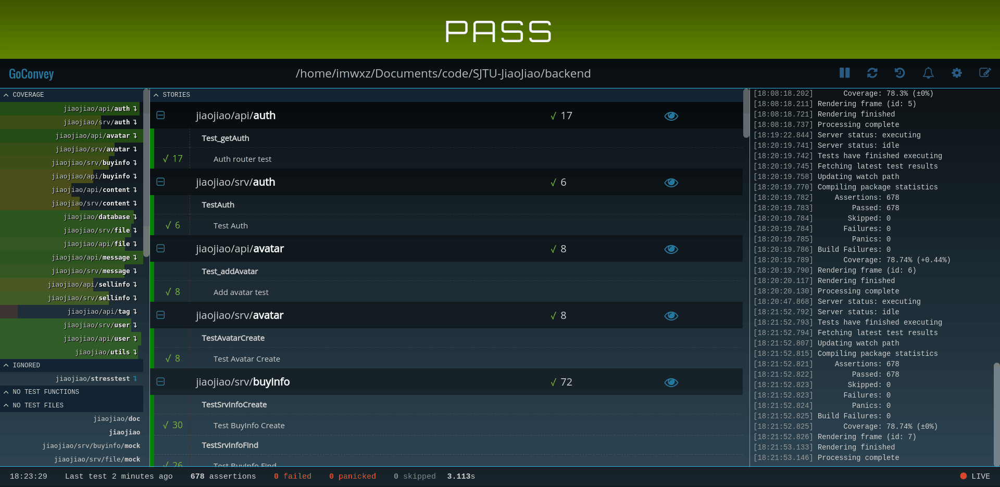 PASS
GoConvey
/home/imwxz/Documents/code/SJTU-JiaoJiao/backend
COVERAGE
jiaojiao/api/auth
jiaojiao/srv/auth
jiaojiao/api/avatar
jiaojiao/srv/avatar
jiaojiao/srv/buyinfo
jiaojiao/api/buyinfo
jiaojiao/api/content
jiaojiao/srv/content
jiaojiao/database
jiaojiao/srv/file
jiaojiao/api/file
jiaojiao/api/message
jiaojiao/srv/message
jiaojiao/api/sellinfo
jiaojiao/srv/sellinfo
jiaojiao/api/tag
jiaojiao/srv/user
jiaojiao/api/user
jiaojiao/utils
IGNORED
jiaojiao/stresstest
NO TEST FUNCTIONS
NO TEST FILES
jiaojiao/doc
jiaojiao
jiaojiao/srv/buyinfo/mock
jiaojiao/srv/file/mock
STORIES
jiaojiao/api/auth √ 17
Test_getAuth
√ 17 Auth router test
jiaojiao/srv/auth √ 6
TestAuth
√ 6 Test Auth
jiaojiao/api/avatar √ 8
Test_addAvatar
√ 8 Add avatar test
jiaojiao/srv/avatar √ 8
TestAvatarCreate
√ 8 Test Avatar Create
jiaojiao/srv/buyinfo √ 72
TestSrvInfoCreate
√ 30 Test BuyInfo Create
TestSrvInfoFind
√ 26 Test BuyInfo Find
[18:08:18.202] Coverage: 78.3% (±0%)
[18:08:18.211] Rendering frame (id: 5)
[18:08:18.721] Rendering finished
[18:08:18.737] Processing complete
[18:19:22.844] Server status: executing
[18:20:19.741] Server status: idle
[18:20:19.742] Tests have finished executing
[18:20:19.745] Fetching latest test results
[18:20:19.758] Updating watch path
[18:20:19.770] Compiling package statistics
[18:20:19.782] Assertions: 678
[18:20:19.783] Passed: 678
[18:20:19.784] Skipped: 0
[18:20:19.784] Failures: 0
[18:20:19.785] Panics: 0
[18:20:19.786] Build Failures: 0
[18:20:19.789] Coverage: 78.74% (+0.44%)
[18:20:19.790] Rendering frame (id: 6)
[18:20:20.117] Rendering finished
[18:20:20.130] Processing complete
[18:20:47.868] Server status: executing
[18:21:52.792] Server status: idle
[18:21:52.793] Tests have finished executing
[18:21:52.794] Fetching latest test results
[18:21:52.807] Updating watch path
[18:21:52.815] Compiling package statistics
[18:21:52.821] Assertions: 678
[18:21:52.822] Passed: 678
[18:21:52.823] Skipped: 0
[18:21:52.823] Failures: 0
[18:21:52.824] Panics: 0
[18:21:52.825] Build Failures: 0
[18:21:52.825] Coverage: 78.74% (±0%)
[18:21:52.826] Rendering frame (id: 7)
[18:21:53.133] Rendering finished
[18:21:53.146] Processing complete
18:23:29 Last test 2 minutes ago 678 assertions 0 failed 0 panicked 0 skipped 3.113s LIVE